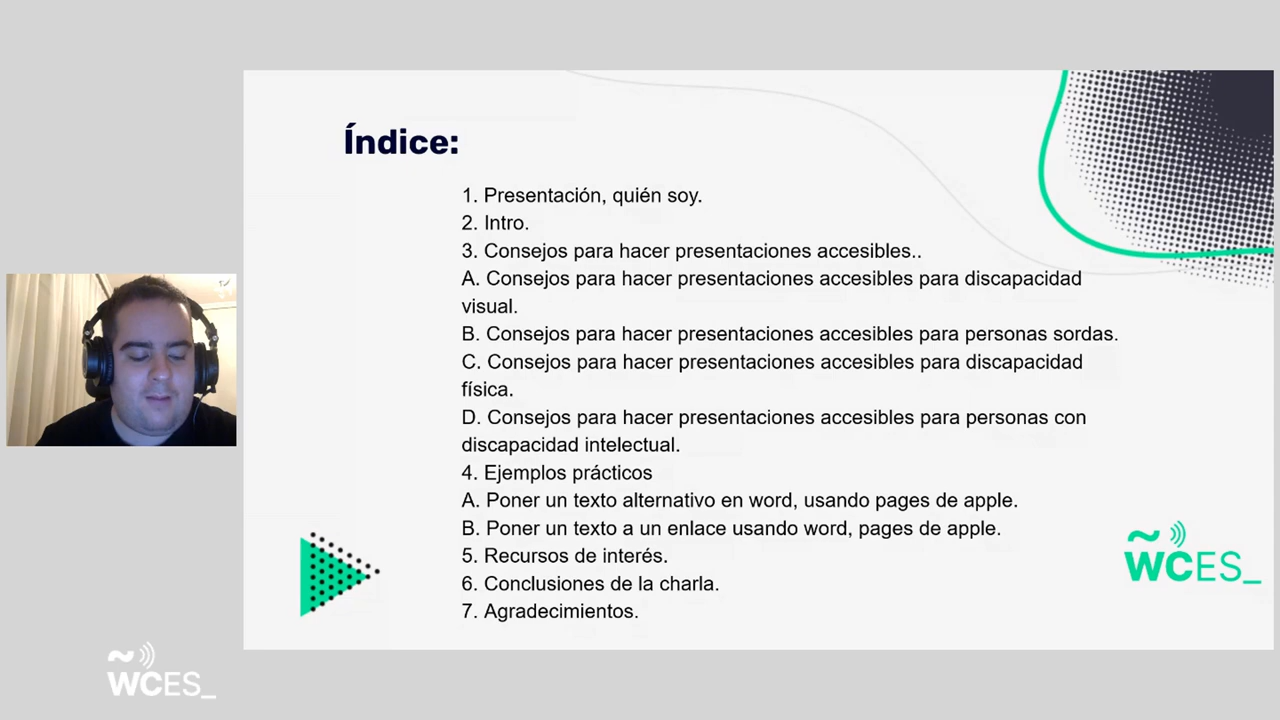 Índice:
1. Presentación, quién soy.
2. Intro.
3. Consejos para hacer presentaciones accesibles..
A. Consejos para hacer presentaciones accesibles para discapacidad
visual.
B. Consejos para hacer presentaciones accesibles para personas sordas.
C. Consejos para hacer presentaciones accesibles para discapacidad
física.
D. Consejos para hacer presentaciones accesibles para personas con
discapacidad intelectual.
4. Ejemplos prácticos
A. Poner un texto alternativo en word, usando pages de apple.
B. Poner un texto a un enlace usando word, pages de apple.
5. Recursos de interés.
6. Conclusiones de la charla.
7. Agradecimientos.
WCES_
WCES_